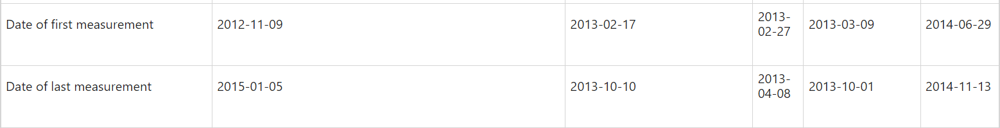 Date of first measurement 2012-11-09 2013-02-17 2013-
02-27 2013-03-09 2014-06-29
Date of last measurement 2015-01-05 2013-10-10 2013-
04-08 2013-10-01 2014-11-13